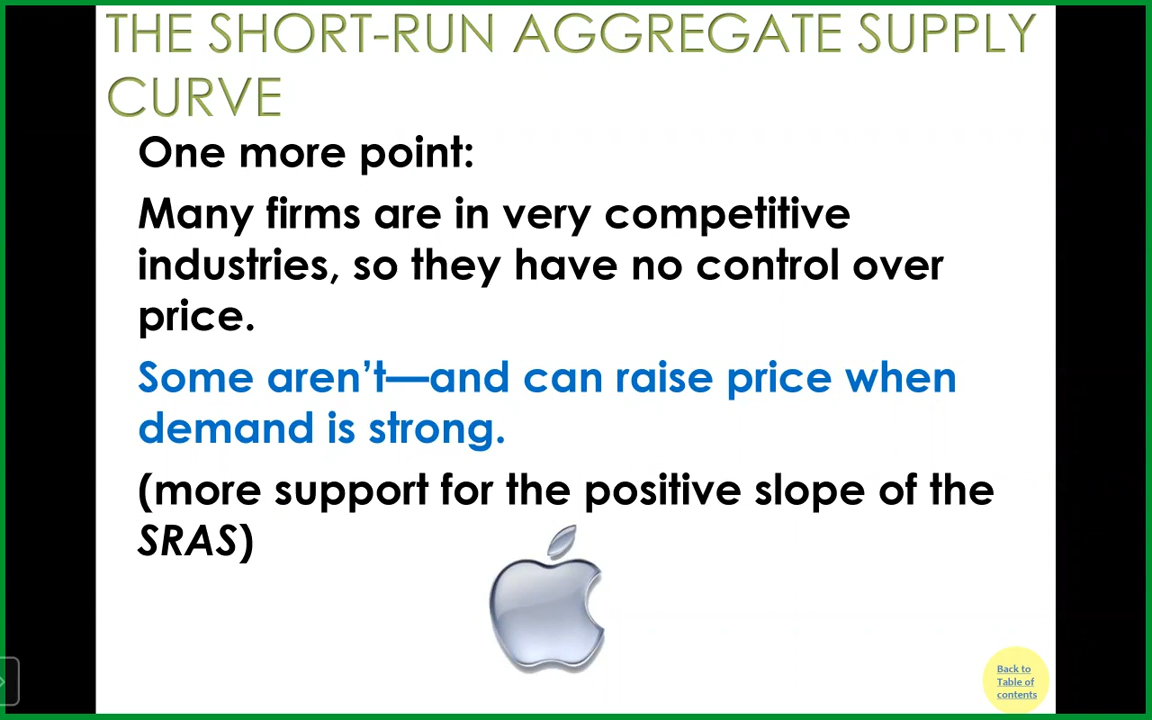 THE SHORT-RUN AGGREGATE SUPPLY
CURVE
One more point:
Many firms are in very competitive
industries, so they have no control over
price.
Some aren’t—and can raise price when
demand is strong.
(more support for the positive slope of the
SRAS)
Back to
Table of
contents